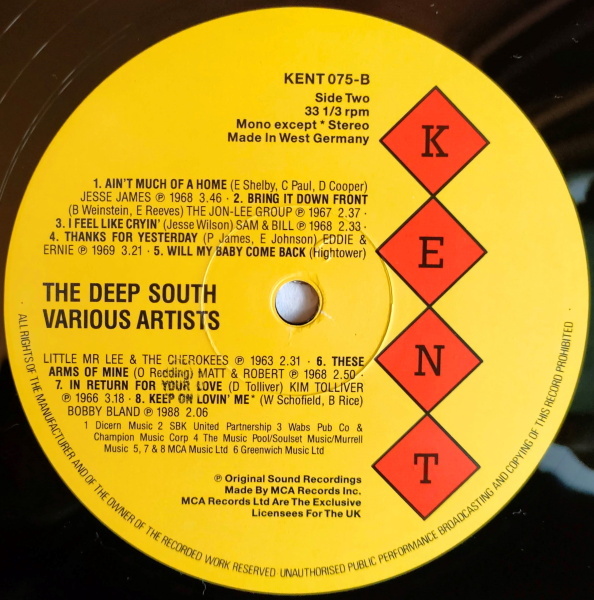 KENT 075-B
Side Two
33 1/3 rpm
Mono except * Stereo
Made In West Germany
K
E
N
T
1. AIN'T MUCH OF A HOME (E Shelby, C Paul, D Cooper)
JESSE JAMES ℗ 1968 3.46 · 2. BRING IT DOWN FRONT
(B Weinstein, E Reeves) THE JON-LEE GROUP ℗ 1967 2.37 ·
3. I FEEL LIKE CRYIN' (Jesse Wilson) SAM & BILL ℗ 1968 2.33 ·
4. THANKS FOR YESTERDAY (P James, E Johnson) EDDIE &
ERNIE ℗ 1969 3.21 · 5. WILL MY BABY COME BACK (Hightower)
THE DEEP SOUTH
VARIOUS ARTISTS
LITTLE MR LEE & THE CHEROKEES ℗ 1963 2.31 · 6. THESE
ARMS OF MINE (O Redding) MATT & ROBERT ℗ 1968 2.50 ·
7. IN RETURN FOR YOUR LOVE (D Tolliver) KIM TOLLIVER
℗ 1966 3.18 · 8. KEEP ON LOVIN' ME* (W Schofield, B Rice)
BOBBY BLAND ℗ 1988 2.06
1 Dicern Music 2 SBK United Partnership 3 Wabs Pub Co &
Champion Music Corp 4 The Music Pool/Soulset Music/Murrell
Music 5, 7 & 8 MCA Music Ltd 6 Greenwich Music Ltd
℗ Original Sound Recordings
Made By MCA Records Inc.
MCA Records Ltd Are The Exclusive
Licensees For The UK
ALL RIGHTS OF THE MANUFACTURER AND OF THE OWNER OF THE RECORDED WORK RESERVED UNAUTHORISED PUBLIC PERFORMANCE BROADCASTING AND COPYING OF THIS RECORD PROHIBITED